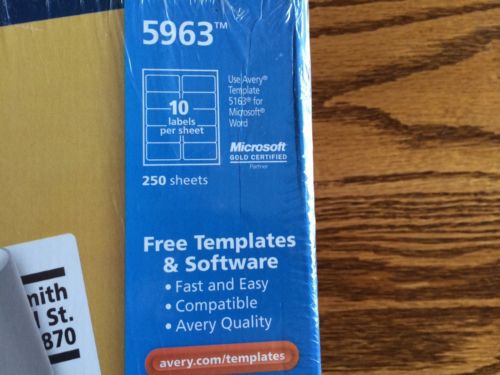 5963™
10
labels
per sheet
Use Avery®
Template
5163® for
Microsoft®
Word
Microsoft
GOLD CERTIFIED
Partner
250 sheets
Free Templates
& Software
• Fast and Easy
• Compatible
• Avery Quality
avery.com/templates
mith
l St.
870